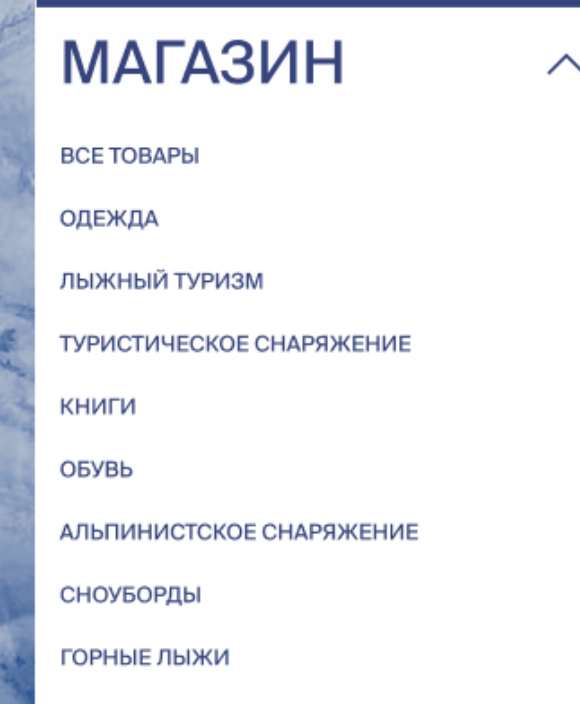 МАГАЗИН
ВСЕ ТОВАРЫ
ОДЕЖДА
ЛЫЖНЫЙ ТУРИЗМ
ТУРИСТИЧЕСКОЕ СНАРЯЖЕНИЕ
КНИГИ
ОБУВЬ
АЛЬПИНИСТСКОЕ СНАРЯЖЕНИЕ
СНОУБОРДЫ
ГОРНЫЕ ЛЫЖИ